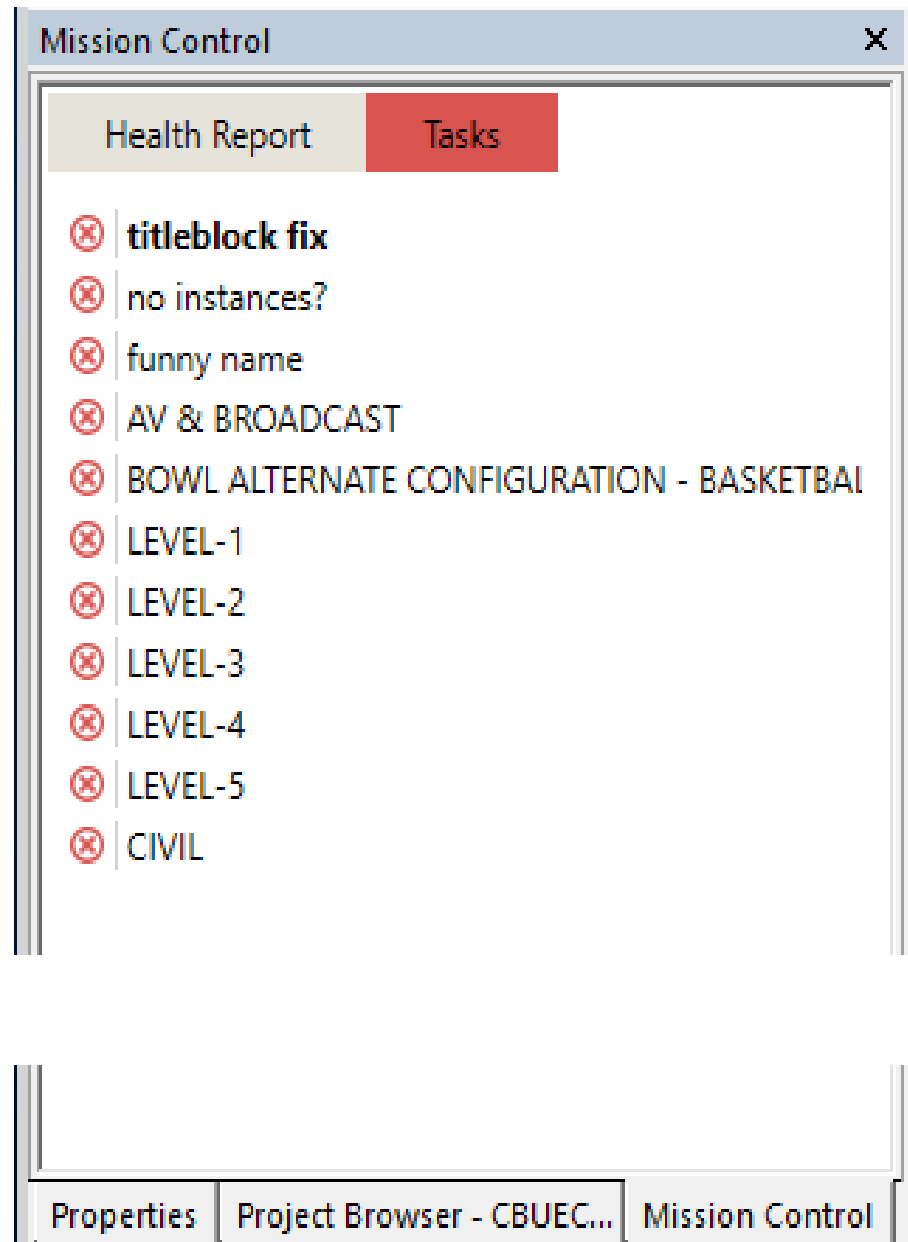 Mission Control
Health Report Tasks
titleblock fix
no instances?
funny name
AV & BROADCAST
BOWL ALTERNATE CONFIGURATION - BASKETBAL
LEVEL-1
LEVEL-2
LEVEL-3
LEVEL-4
LEVEL-5
CIVIL
Properties Project Browser - CBUEC... Mission Control